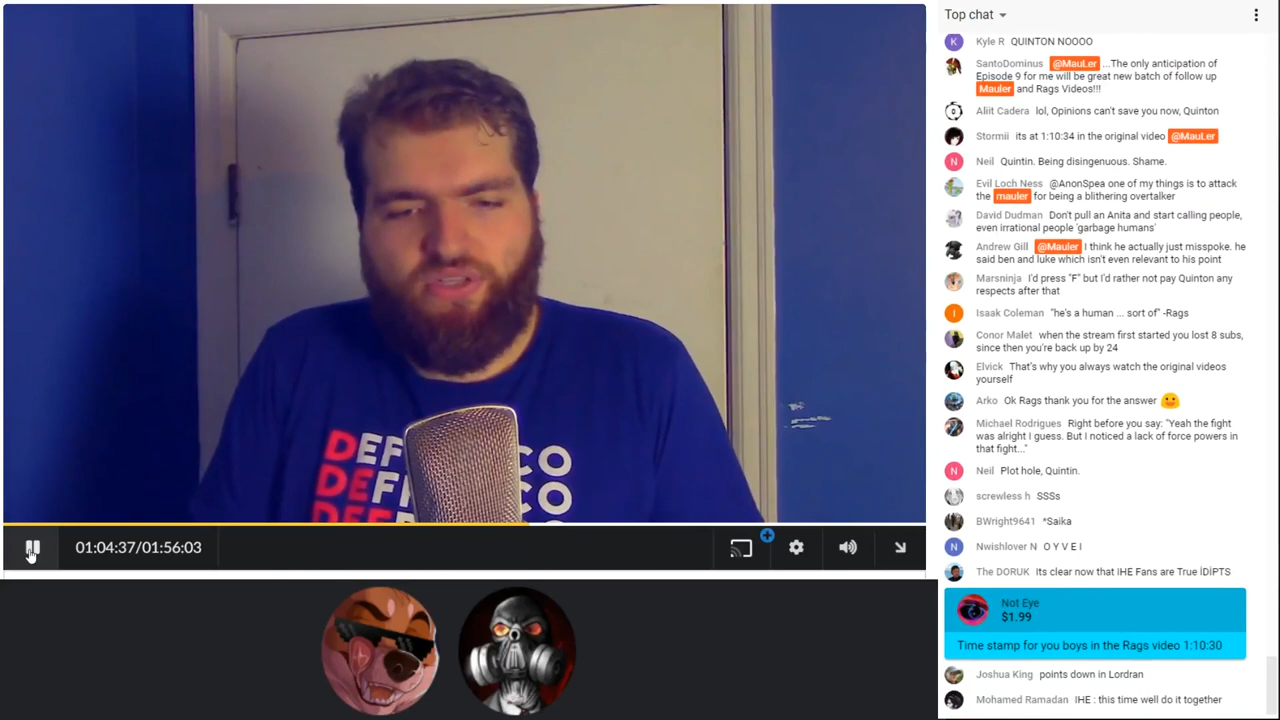 Top chat
Kyle R QUINTON NOOOO
SantoDominus @MauLer ...The only anticipation of
Episode 9 for me will be great new batch of follow up
Mauler and Rags Videos!!!
Aliit Cadera lol, Opinions can't save you now, Quinton
Stormii its at 1:10:34 in the original video @MauLer
Neil Quintin. Being disingenuous. Shame.
Evil Loch Ness @AnonSpea one of my things is to attack
the mauler for being a blithering overtalker
David Dudman Don't pull an Anita and start calling people,
even irrational people 'garbage humans'
Andrew Gill @Mauler I think he actually just misspoke. he
said ben and luke which isn't even relevant to his point
Marsninja I'd press "F" but I'd rather not pay Quinton any
respects after that
Isaak Coleman "he's a human ... sort of" -Rags
Conor Malet when the stream first started you lost 8 subs,
since then you're back up by 24
Elvick That's why you always watch the original videos
yourself
Arko Ok Rags thank you for the answer
Michael Rodrigues Right before you say: "Yeah the fight
was alright I guess. But I noticed a lack of force powers in
that fight..."
Neil Plot hole, Quintin.
screwless h SSSs
BWright9641 *Saika
Nwishlover N O Y V E I
The DORUK Its clear now that IHE Fans are True İDİPTS
Not Eye
$1.99
Time stamp for you boys in the Rags video 1:10:30
Joshua King points down in Lordran
Mohamed Ramadan IHE : this time well do it together
01:04:37/01:56:03